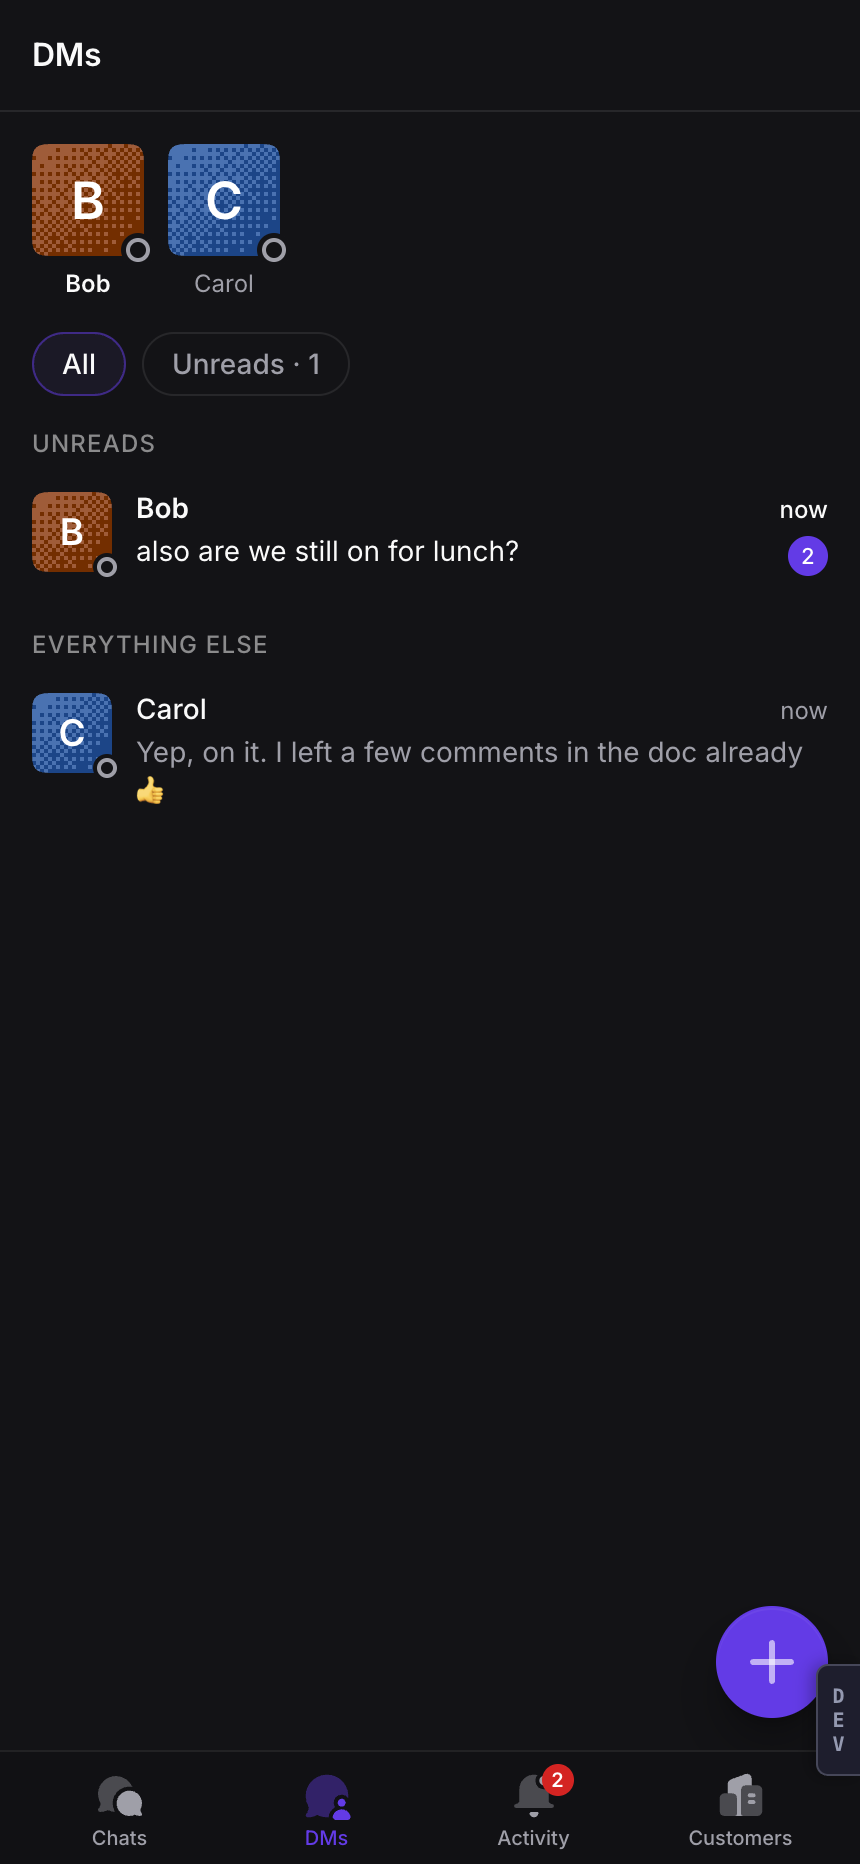 DMs
B
C
Bob
Carol
All
Unreads · 1
UNREADS
B
Bob
now
also are we still on for lunch?
2
EVERYTHING ELSE
C
Carol
now
Yep, on it. I left a few comments in the doc already
👍
DEV
2
Chats
DMs
Activity
Customers